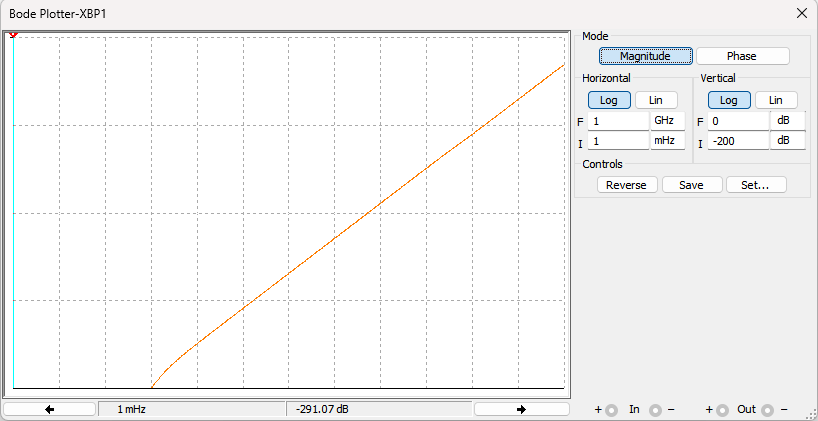 Bode Plotter-XBP1
Mode
Magnitude Phase
Horizontal Vertical
Log Lin Log Lin
F 1 GHz F 0 dB
I 1 mHz I -200 dB
Controls
Reverse Save Set...
1 mHz -291.07 dB + In − + Out −